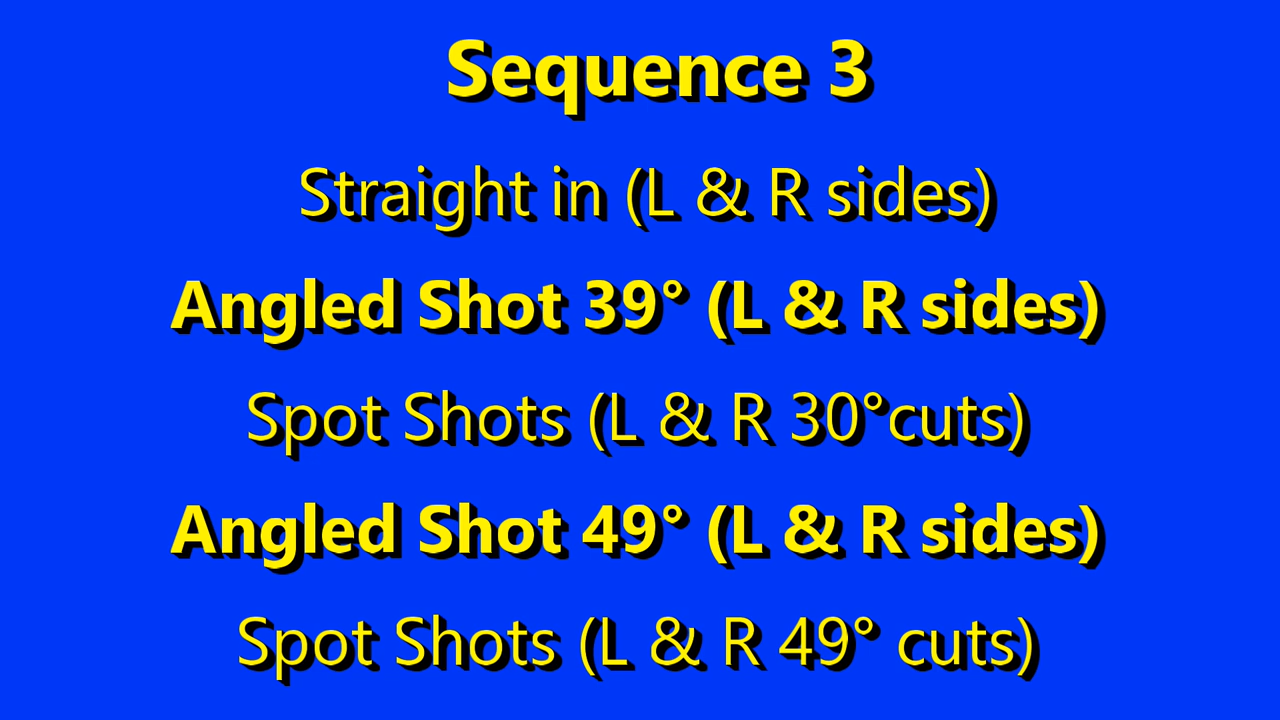 Sequence 3
Straight in (L & R sides)
Angled Shot 39° (L & R sides)
Spot Shots (L & R 30°cuts)
Angled Shot 49° (L & R sides)
Spot Shots (L & R 49° cuts)